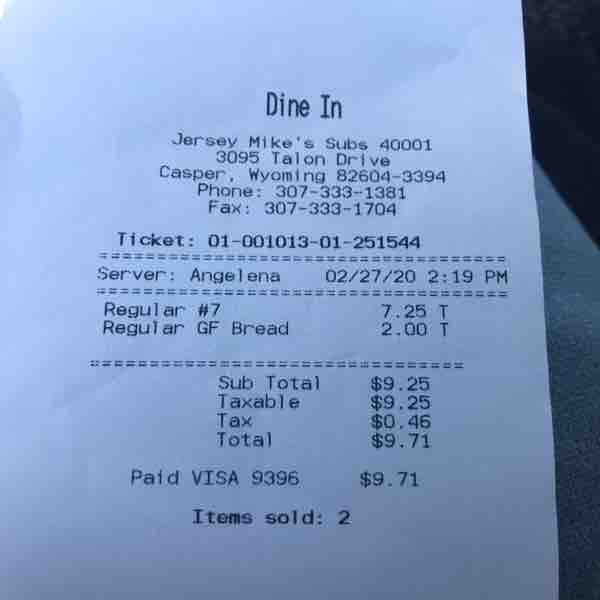 Dine In
Jersey Mike's Subs 40001
3095 Talon Drive
Casper, Wyoming 82604-3394
Phone: 307-333-1381
Fax: 307-333-1704
Ticket: 01-001013-01-251544
Server: Angelena 02/27/20 2:19 PM
Regular #7 7.25 T
Regular GF Bread 2.00 T
Sub Total $9.25
Taxable $9.25
Tax $0.46
Total $9.71
Paid VISA 9396 $9.71
Items sold: 2